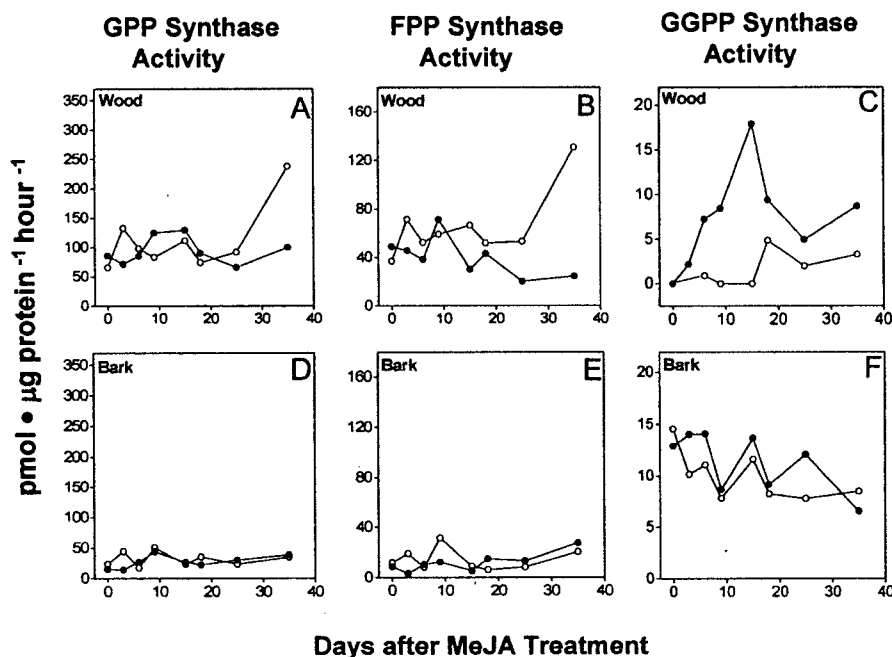 GPP Synthase
Activity
FPP Synthase
Activity
GGPP Synthase
Activity
pmol • µg protein⁻¹ hour ⁻¹
Wood
A
350
300
250
200
150
100
50
0
0 10 20 30 40
Wood
B
160
120
80
40
0
0 10 20 30 40
Wood
C
20
15
10
5
0
0 10 20 30 40
Bark
D
350
300
250
200
150
100
50
0
0 10 20 30 40
Bark
E
160
120
80
40
0
0 10 20 30 40
Bark
F
20
15
10
5
0
0 10 20 30 40
Days after MeJA Treatment